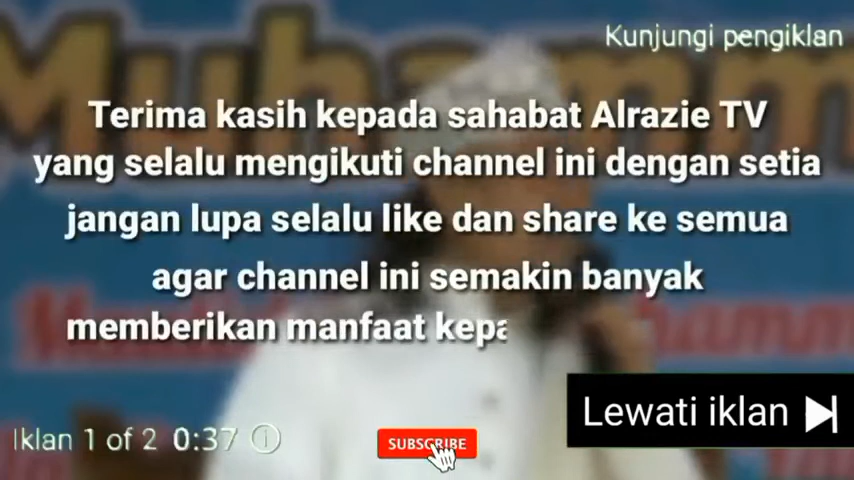 Kunjungi pengiklan
Muhamm
Terima kasih kepada sahabat Alrazie TV
yang selalu mengikuti channel ini dengan setia
jangan lupa selalu like dan share ke semua
agar channel ini semakin banyak
memberikan manfaat kepa
Lewati iklan
Iklan 1 of 2 0:37
SUBSCRIBE